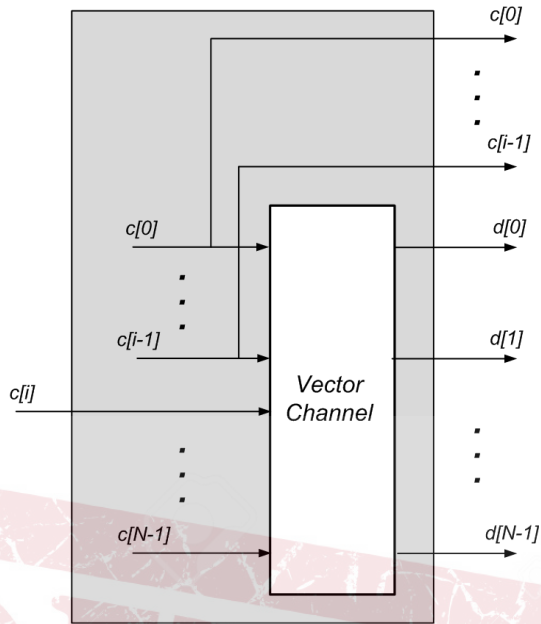 c[0]
c[i-1]
c[0]
d[0]
c[i-1]
d[1]
c[i]
Vector
Channel
c[N-1]
d[N-1]